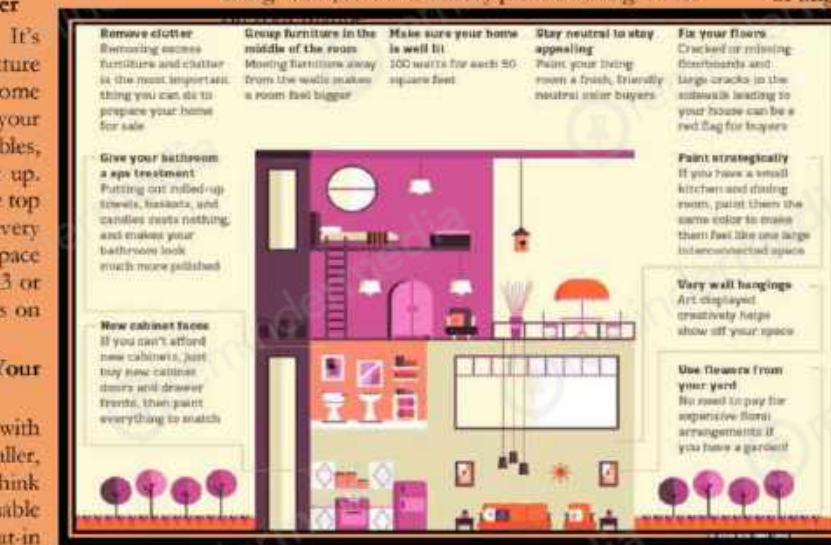 er
It's
ture
ome
your
bles,
up.
top
very
pace
3 or
s on
Your
with
aller,
hink
able
at-in
Remove clutter
Removing excess
furniture and clutter
is the most important
thing you can do to
prepare your home
for sale
Group furniture in the
middle of the room
Moving furniture away
from the walls makes
a room feel bigger
Make sure your home
is well lit
100 watts for each 50
square feet
Stay neutral to stay
appealing
Paint your living
room a fresh, friendly
neutral color buyers
Fix your floors
Cracked or missing
floorboards and
large cracks in the
sidewalk leading to
your house can be a
red flag for buyers
Give your bathroom
a spa treatment
Putting out rolled-up
towels, baskets, and
candles costs nothing,
and makes your
bathroom look
much more polished
New cabinet faces
If you can't afford
new cabinets, just
buy new cabinet
doors and drawer
fronts, then paint
everything to match
Paint strategically
If you have a small
kitchen and dining
room, paint them the
same color to make
them feel like one large
interconnected space
Vary wall hangings
Art displayed
creatively helps
show off your space
Use flowers from
your yard
No need to pay for
expensive floral
arrangements if
you have a garden!